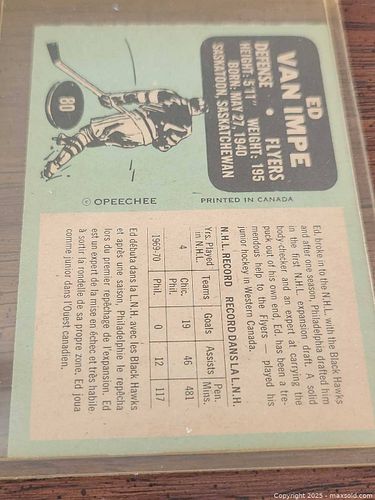 ED
VAN IMPE
DEFENSE • FLYERS
HEIGHT: 5'11" WEIGHT: 195
BORN: MAY 27, 1940
SASKATOON, SASKATCHEWAN
80
© OPEECHEE PRINTED IN CANADA
Ed. broke in to the N.H.L. with the Black Hawks
and after one season, Philadelphia drafted him
in the first N.H.L. expansion draft. A solid
body-checker and an expert at carrying the
puck out of his own end. Ed. has been a tre-
mendous help to the Flyers — played his
junior hockey in Western Canada.
N.H.L. RECORD RECORD DANS LA L.N.H.
Yrs. Played in N.H.L. Teams Goals Assists Pen. Mins.
4 Chic. Phil. 19 46 481
1969-70 Phil. 0 12 117
Ed débuta dans la L.N.H. avec les Black Hawks
et après une saison, Philadelphie le repêcha
lors du premier repêchage de l'expansion. Ed
est un expert de la mise en échec et très habile
à sortir la rondelle de sa propre zone. Ed joua
comme junior dans l'Ouest canadien.
Copyright 2025 - maxsold.com